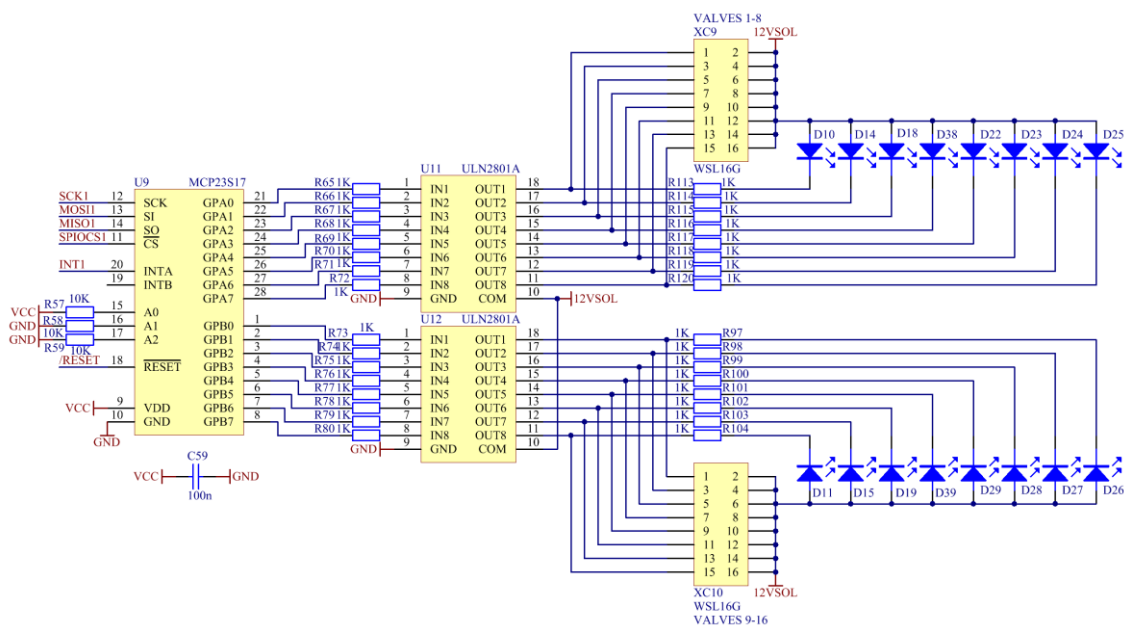 VALVES 1-8
XC9
12VSOL
1 2
3 4
5 6
7 8
9 10
11 12
13 14
15 16
WSL16G
D10 D14 D18 D38 D22 D23 D24 D25
U9 MCP23S17
SCK1 12 SCK GPA0 21
MOSI1 13 SI GPA1 22
MISO1 14 SO GPA2 23
SPIOCS1 11 CS GPA3 24
GPA4 25
INT1 20 INTA GPA5 26
19 INTB GPA6 27
GPA7 28
VCC R57 10K 15 A0
GND R58 10K 16 A1
GND R59 10K 17 A2
/RESET 18 RESET
VCC 9 VDD
GND 10 GND
GPB0 1
GPB1 2
GPB2 3
GPB3 4
GPB4 5
GPB5 6
GPB6 7
GPB7 8
R65 1K
R66 1K
R67 1K
R68 1K
R69 1K
R70 1K
R71 1K
R72 1K
U11 ULN2801A
1 IN1 OUT1 18
2 IN2 OUT2 17
3 IN3 OUT3 16
4 IN4 OUT4 15
5 IN5 OUT5 14
6 IN6 OUT6 13
7 IN7 OUT7 12
8 IN8 OUT8 11
GND 9 GND COM 10 12VSOL
R113 1K
R114 1K
R115 1K
R116 1K
R117 1K
R118 1K
R119 1K
R120 1K
R73 1K
R74 1K
R75 1K
R76 1K
R77 1K
R78 1K
R79 1K
R80 1K
U12 ULN2801A
1 IN1 OUT1 18
2 IN2 OUT2 17
3 IN3 OUT3 16
4 IN4 OUT4 15
5 IN5 OUT5 14
6 IN6 OUT6 13
7 IN7 OUT7 12
8 IN8 OUT8 11
GND 9 GND COM 10
1K R97
1K R98
1K R99
1K R100
1K R101
1K R102
1K R103
1K R104
C59
VCC GND
100n
D11 D15 D19 D39 D29 D28 D27 D26
1 2
3 4
5 6
7 8
9 10
11 12
13 14
15 16
12VSOL
XC10
WSL16G
VALVES 9-16